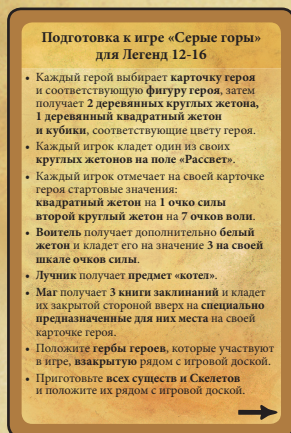 Подготовка к игре «Серые горы»
для Легенд 12-16
• Каждый герой выбирает карточку героя
и соответствующую фигуру героя, затем
получает 2 деревянных круглых жетона,
1 деревянный квадратный жетон
и кубики, соответствующие цвету героя.
• Каждый игрок кладет один из своих
круглых жетонов на поле «Рассвет».
• Каждый игрок отмечает на своей карточке
героя стартовые значения:
квадратный жетон на 1 очко силы
второй круглый жетон на 7 очков воли.
• Воитель получает дополнительно белый
жетон и кладет его на значение 3 на своей
шкале очков силы.
• Лучник получает предмет «котел».
• Маг получает 3 книги заклинаний и кладет
их закрытой стороной вверх на специально
предназначенные для них места на своей
карточке героя.
• Положите гербы героев, которые участвуют
в игре, взакрытую рядом с игровой доской.
• Приготовьте всех существ и Скелетов
и положите их рядом с игровой доской.